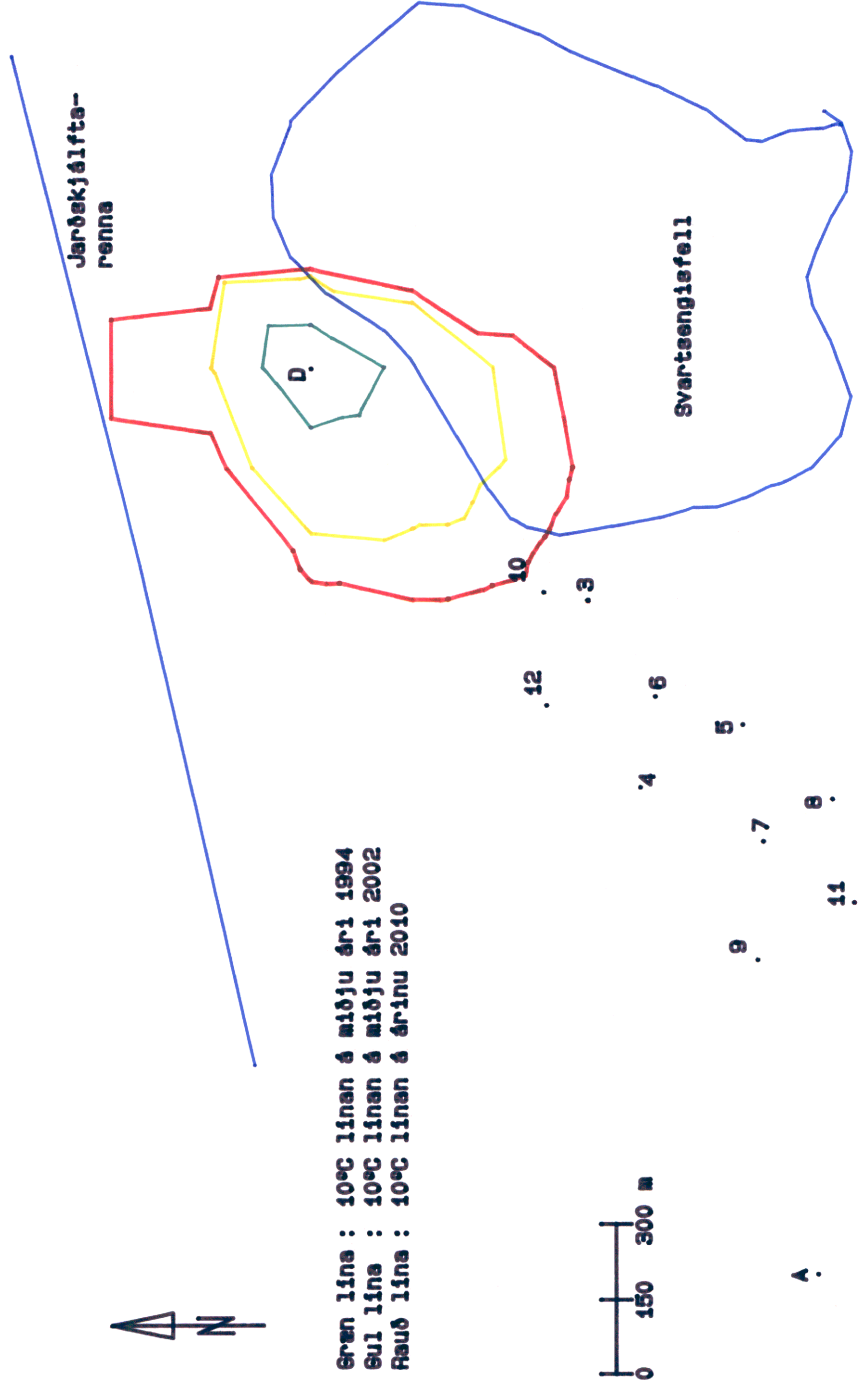 Jarðskjálfta-
renna
D
Svartsengisfell
10
3
12
6
5
4
7
8
11
9
N
Græn lína : 10°C línan á miðju ári 1994
Gul lína : 10°C línan á miðju ári 2002
Rauð lína : 10°C línan á árinu 2010
0 150 300 m
A